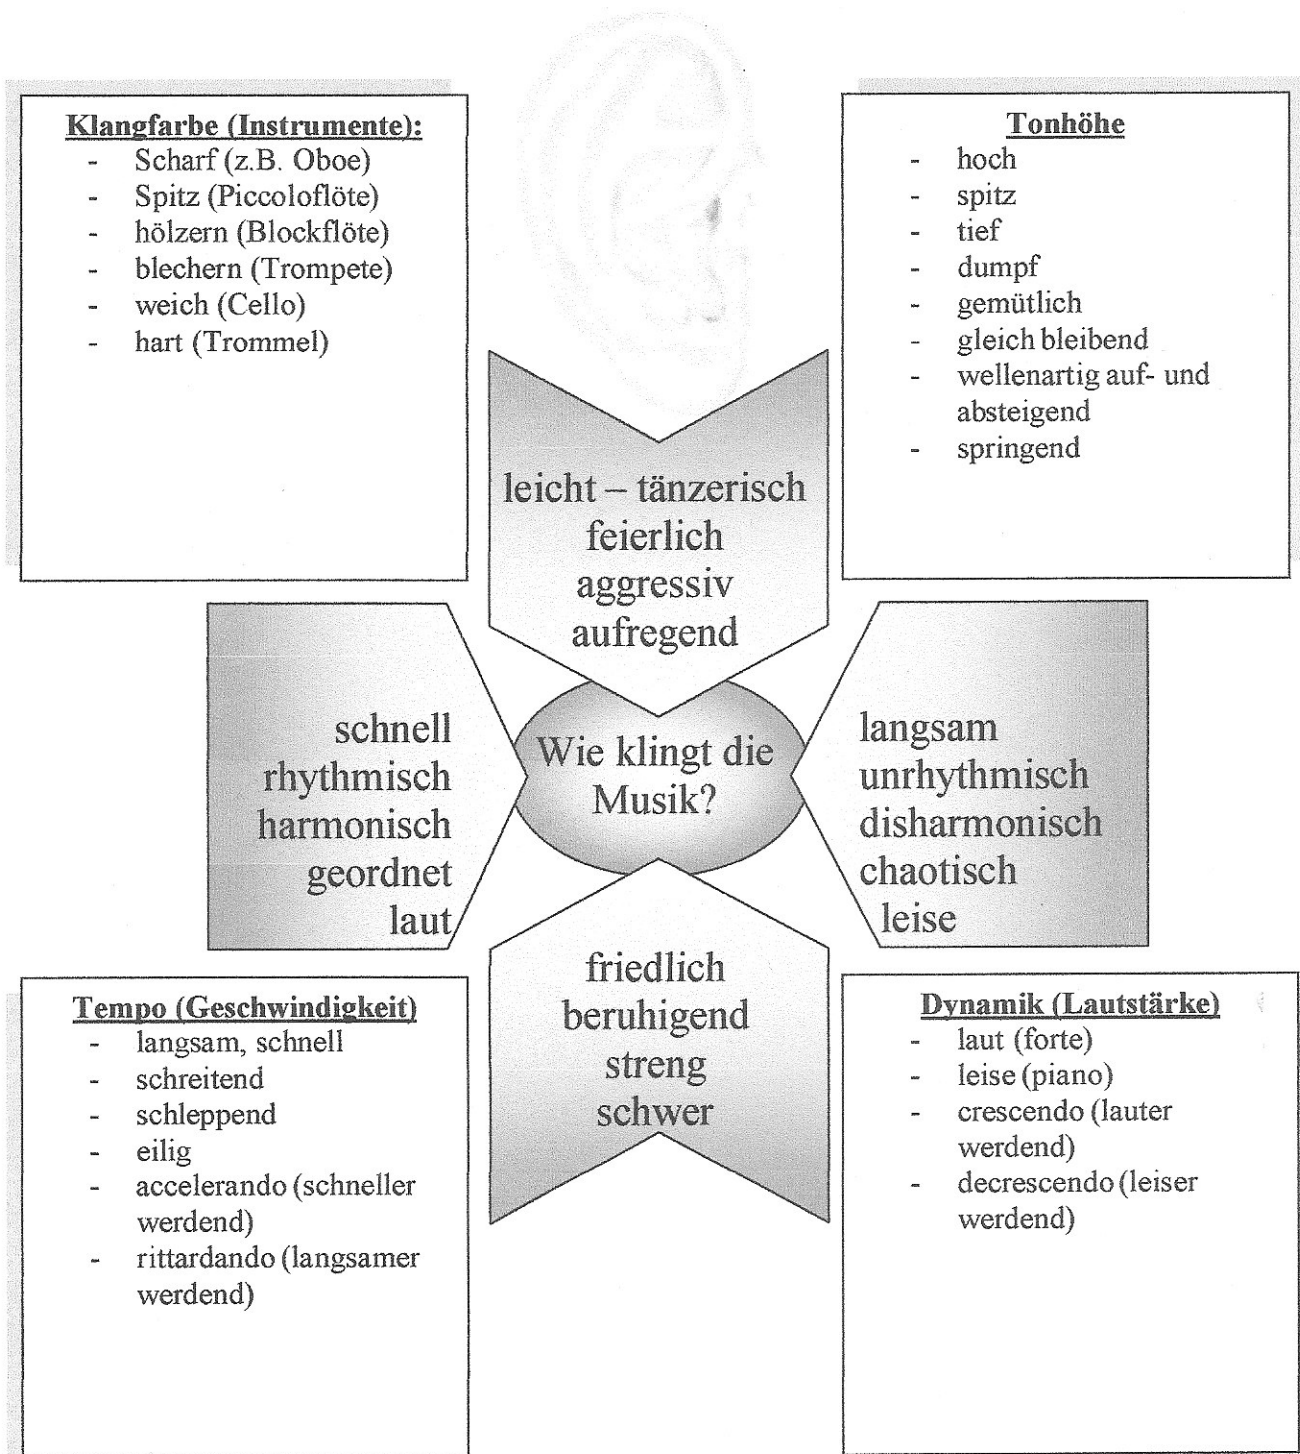 Klangfarbe (Instrumente):
- Scharf (z.B. Oboe)
- Spitz (Piccoloflöte)
- hölzern (Blockflöte)
- blechern (Trompete)
- weich (Cello)
- hart (Trommel)
Tonhöhe
- hoch
- spitz
- tief
- dumpf
- gemütlich
- gleich bleibend
- wellenartig auf- und
absteigend
- springend
leicht – tänzerisch
feierlich
aggressiv
aufregend
schnell
rhythmisch
harmonisch
geordnet
laut
Wie klingt die
Musik?
langsam
unrhythmisch
disharmonisch
chaotisch
leise
friedlich
beruhigend
streng
schwer
Tempo (Geschwindigkeit)
- langsam, schnell
- schreitend
- schleppend
- eilig
- accelerando (schneller
werdend)
- rittardando (langsamer
werdend)
Dynamik (Lautstärke)
- laut (forte)
- leise (piano)
- crescendo (lauter
werdend)
- decrescendo (leiser
werdend)